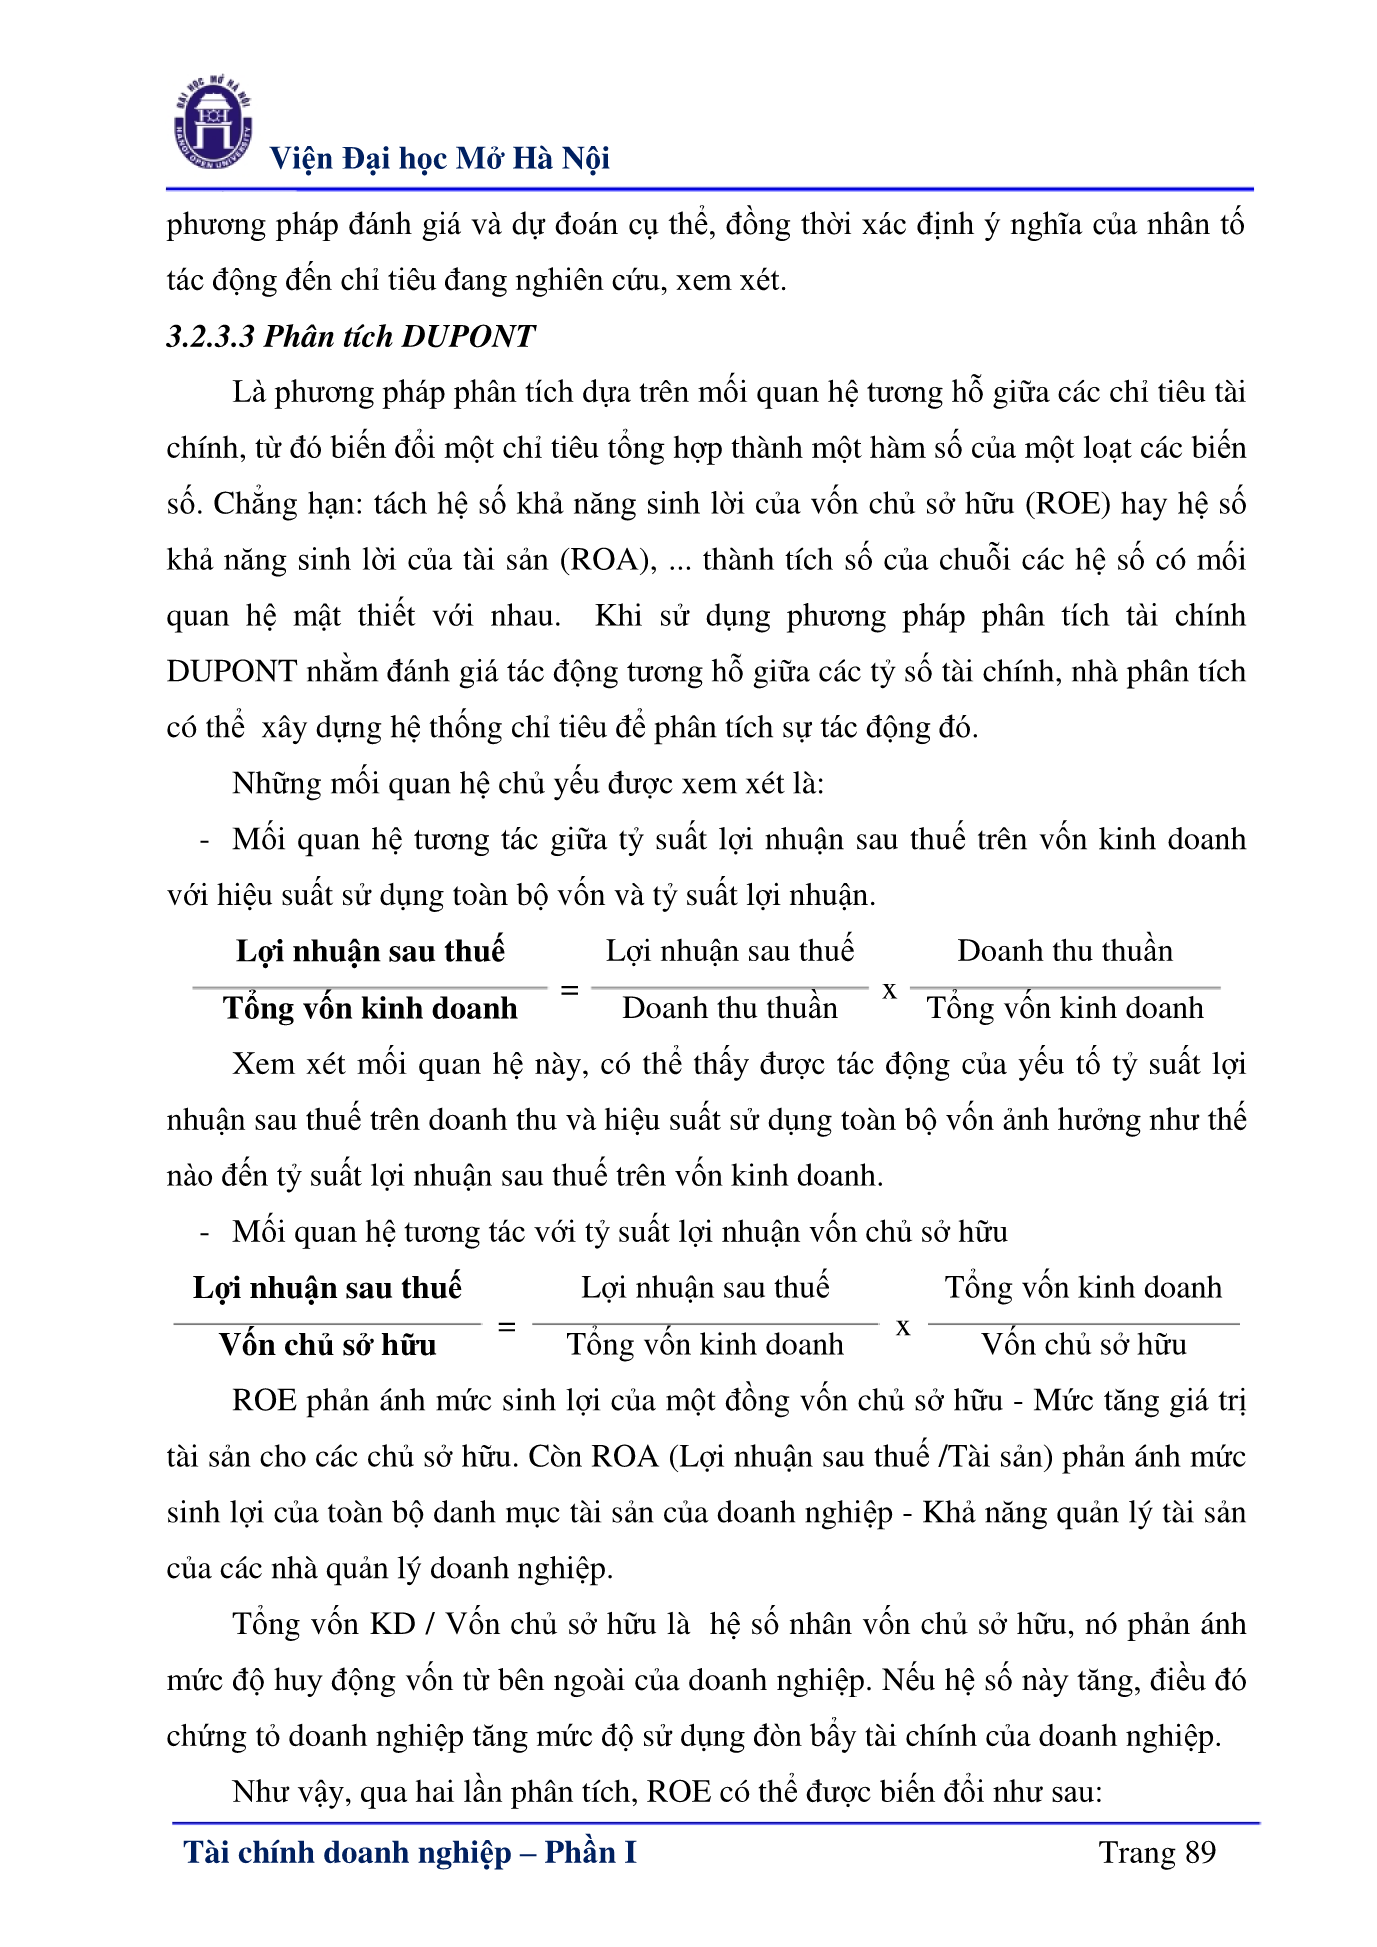 ĐẠI HỌC MỞ HÀ NỘI
HANOI OPEN UNIVERSITY
Viện Đại học Mở Hà Nội
phương pháp đánh giá và dự đoán cụ thể, đồng thời xác định ý nghĩa của nhân tố
tác động đến chỉ tiêu đang nghiên cứu, xem xét.
3.2.3.3 Phân tích DUPONT
Là phương pháp phân tích dựa trên mối quan hệ tương hỗ giữa các chỉ tiêu tài
chính, từ đó biến đổi một chỉ tiêu tổng hợp thành một hàm số của một loạt các biến
số. Chẳng hạn: tách hệ số khả năng sinh lời của vốn chủ sở hữu (ROE) hay hệ số
khả năng sinh lời của tài sản (ROA), ... thành tích số của chuỗi các hệ số có mối
quan hệ mật thiết với nhau. Khi sử dụng phương pháp phân tích tài chính
DUPONT nhằm đánh giá tác động tương hỗ giữa các tỷ số tài chính, nhà phân tích
có thể xây dựng hệ thống chỉ tiêu để phân tích sự tác động đó.
Những mối quan hệ chủ yếu được xem xét là:
- Mối quan hệ tương tác giữa tỷ suất lợi nhuận sau thuế trên vốn kinh doanh
với hiệu suất sử dụng toàn bộ vốn và tỷ suất lợi nhuận.
Lợi nhuận sau thuế Lợi nhuận sau thuế Doanh thu thuần
= x
Tổng vốn kinh doanh Doanh thu thuần Tổng vốn kinh doanh
Xem xét mối quan hệ này, có thể thấy được tác động của yếu tố tỷ suất lợi
nhuận sau thuế trên doanh thu và hiệu suất sử dụng toàn bộ vốn ảnh hưởng như thế
nào đến tỷ suất lợi nhuận sau thuế trên vốn kinh doanh.
- Mối quan hệ tương tác với tỷ suất lợi nhuận vốn chủ sở hữu
Lợi nhuận sau thuế Lợi nhuận sau thuế Tổng vốn kinh doanh
= x
Vốn chủ sở hữu Tổng vốn kinh doanh Vốn chủ sở hữu
ROE phản ánh mức sinh lợi của một đồng vốn chủ sở hữu - Mức tăng giá trị
tài sản cho các chủ sở hữu. Còn ROA (Lợi nhuận sau thuế /Tài sản) phản ánh mức
sinh lợi của toàn bộ danh mục tài sản của doanh nghiệp - Khả năng quản lý tài sản
của các nhà quản lý doanh nghiệp.
Tổng vốn KD / Vốn chủ sở hữu là hệ số nhân vốn chủ sở hữu, nó phản ánh
mức độ huy động vốn từ bên ngoài của doanh nghiệp. Nếu hệ số này tăng, điều đó
chứng tỏ doanh nghiệp tăng mức độ sử dụng đòn bẩy tài chính của doanh nghiệp.
Như vậy, qua hai lần phân tích, ROE có thể được biến đổi như sau:
Tài chính doanh nghiệp – Phần I Trang 89